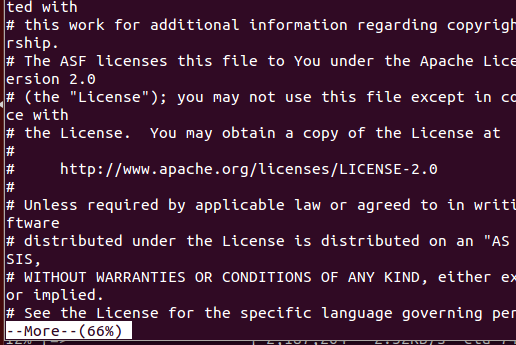 ted with
# this work for additional information regarding copyrigh
rship.
# The ASF licenses this file to You under the Apache Lice
ersion 2.0
# (the "License"); you may not use this file except in co
ce with
# the License.  You may obtain a copy of the License at
#
#     http://www.apache.org/licenses/LICENSE-2.0
#
# Unless required by applicable law or agreed to in writi
ftware
# distributed under the License is distributed on an "AS
SIS,
# WITHOUT WARRANTIES OR CONDITIONS OF ANY KIND, either ex
or implied.
# See the License for the specific language governing per
--More--(66%)